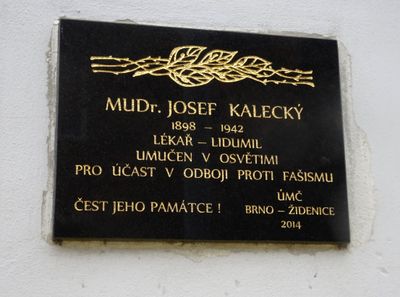 MUDr. JOSEF KALECKÝ
1898 – 1942
LÉKAŘ – LIDUMIL
UMUČEN V OSVĚTIMI
PRO ÚČAST V ODBOJI PROTI FAŠISMU
ČEST JEHO PAMÁTCE !
ÚMČ
BRNO – ŽIDENICE
2014